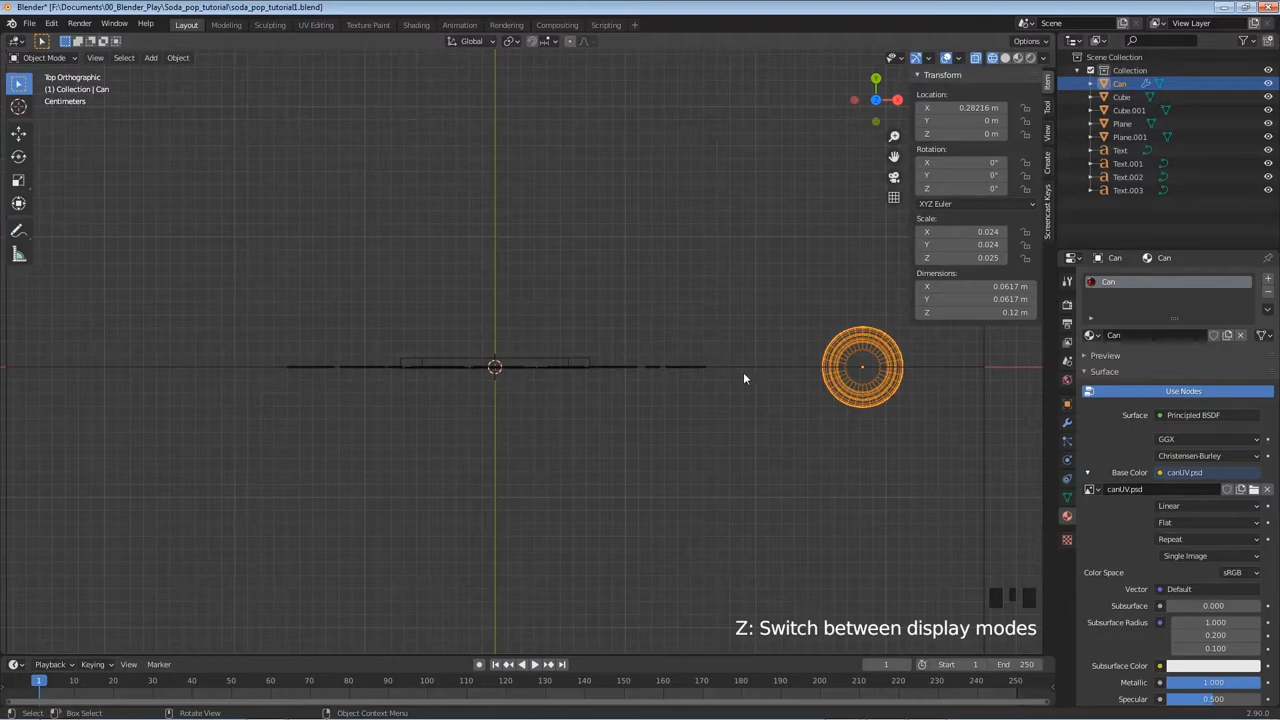 Blender* [F:\Documents\00_Blender_Play\Soda_pop_tutorial\soda_pop_tutorial1.blend]
File Edit Render Window Help Layout Modeling Sculpting UV Editing Texture Paint Shading Animation Rendering Compositing Scripting + Scene View Layer
Global Options
Object Mode View Select Add Object
Top Orthographic
(1) Collection | Can
Centimeters
Transform
Location:
X 0.28216 m
Y 0 m
Z 0 m
Rotation:
X 0°
Y 0°
Z 0°
XYZ Euler
Scale:
X 0.024
Y 0.024
Z 0.025
Dimensions:
X 0.0617 m
Y 0.0617 m
Z 0.12 m
Item
Tool
View
Create
Screencast Keys
Y
Z
X
Scene Collection
Collection
Can
Cube
Cube.001
Plane
Plane.001
Text
Text.001
Text.002
Text.003
Can Can
Can
Can
Preview
Surface
Use Nodes
Surface Principled BSDF
GGX
Christensen-Burley
Base Color canUV.psd
canUV.psd
Linear
Flat
Repeat
Single Image
Color Space sRGB
Vector Default
Subsurface 0.000
Subsurface Radius 1.000
0.200
0.100
Subsurface Color
Metallic 1.000
Specular 0.500
Z: Switch between display modes
Playback Keying View Marker 1 Start 1 End 250
1 10 20 30 40 50 60 70 80 90 100 110 120 130 140 150 160 170 180 190 200 210 220 230 240 250
Select Box Select Rotate View Object Context Menu 2.90.0